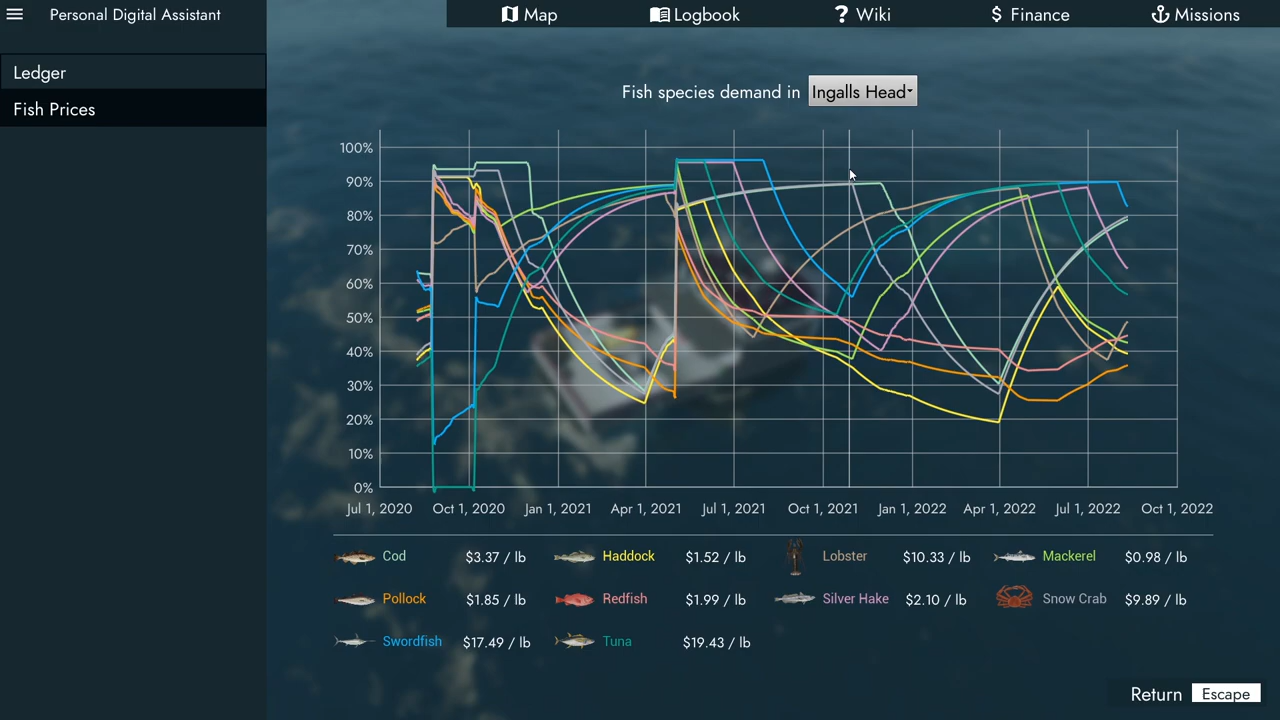 Personal Digital Assistant
Map Logbook ? Wiki $ Finance Missions
Ledger
Fish Prices
Fish species demand in Ingalls Head
100%
90%
80%
70%
60%
50%
40%
30%
20%
10%
0%
Jul 1, 2020 Oct 1, 2020 Jan 1, 2021 Apr 1, 2021 Jul 1, 2021 Oct 1, 2021 Jan 1, 2022 Apr 1, 2022 Jul 1, 2022 Oct 1, 2022
Cod $3.37 / lb Haddock $1.52 / lb Lobster $10.33 / lb Mackerel $0.98 / lb
Pollock $1.85 / lb Redfish $1.99 / lb Silver Hake $2.10 / lb Snow Crab $9.89 / lb
Swordfish $17.49 / lb Tuna $19.43 / lb
Return Escape